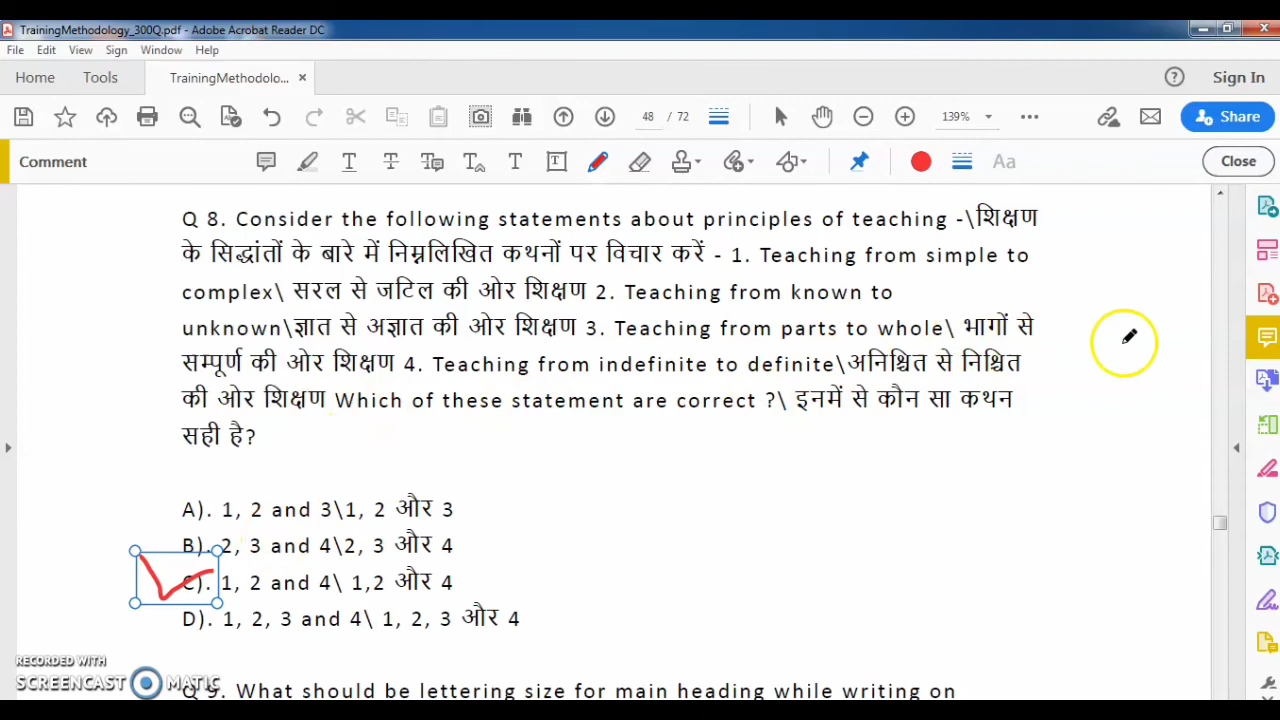 TrainingMethodology_300Q.pdf - Adobe Acrobat Reader DC
File Edit View Window Sign Help
Home Tools TrainingMethodolo... × Sign In
48 / 72 139% Share
Comment Aa Close
Q 8. Consider the following statements about principles of teaching -\शिक्षण
के सिद्धांतों के बारे में निम्नलिखित कथनों पर विचार करें - 1. Teaching from simple to
complex\ सरल से जटिल की ओर शिक्षण 2. Teaching from known to
unknown\ज्ञात से अज्ञात की ओर शिक्षण 3. Teaching from parts to whole\ भागों से
सम्पूर्ण की ओर शिक्षण 4. Teaching from indefinite to definite\अनिश्चित से निश्चित
की ओर शिक्षण Which of these statement are correct ?\ इनमें से कौन सा कथन
सही है?
A). 1, 2 and 3\1, 2 और 3
B). 2, 3 and 4\2, 3 और 4
C). 1, 2 and 4\ 1,2 और 4
D). 1, 2, 3 and 4\ 1, 2, 3 और 4
RECORDED WITH
SCREENCAST MATIC
Q 9. What should be lettering size for main heading while writing on